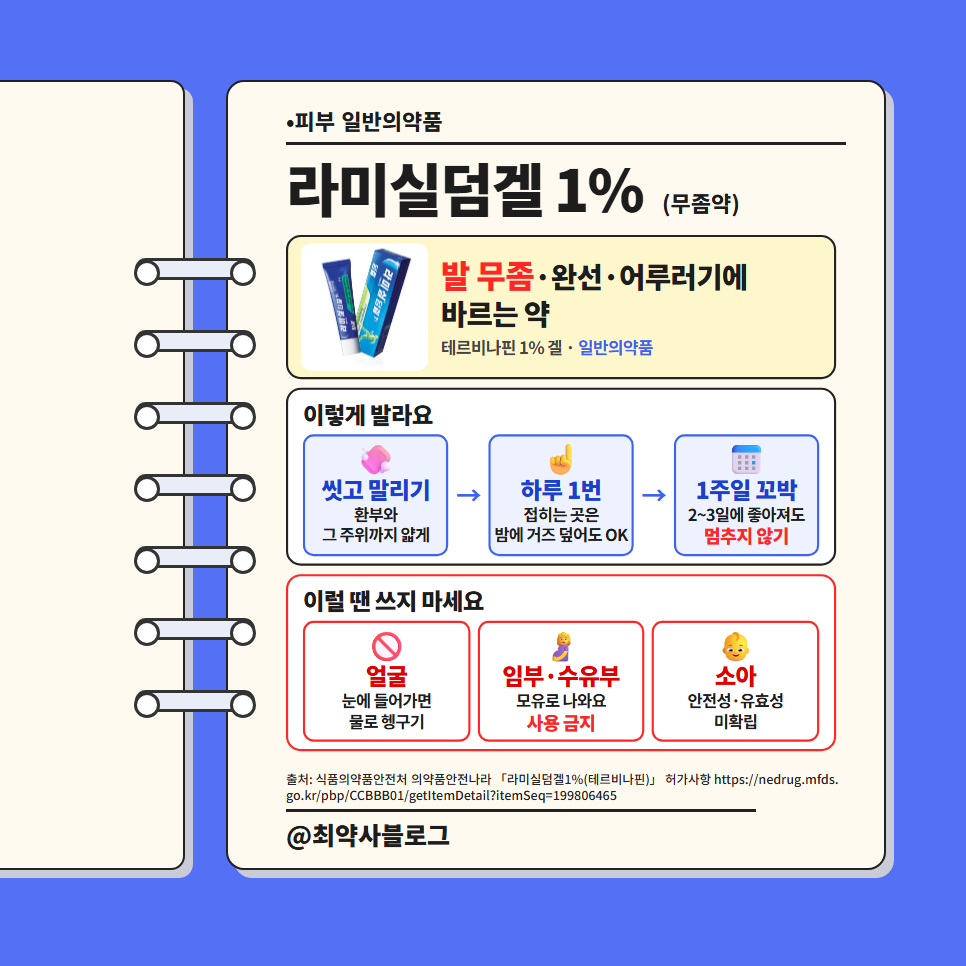 •피부 일반의약품
라미실덤겔 1% (무좀약)
라미실덤겔
발 무좀·완선·어루러기에
바르는 약
테르비나핀 1% 겔 · 일반의약품
이렇게 발라요
씻고 말리기
환부와
그 주위까지 얇게
→
하루 1번
접히는 곳은
밤에 거즈 덮어도 OK
→
1주일 꼬박
2~3일에 좋아져도
멈추지 않기
이럴 땐 쓰지 마세요
얼굴
눈에 들어가면
물로 헹구기
임부·수유부
모유로 나와요
사용 금지
소아
안전성·유효성
미확립
출처: 식품의약품안전처 의약품안전나라 「라미실덤겔1%(테르비나핀)」 허가사항 https://nedrug.mfds.
go.kr/pbp/CCBBB01/getItemDetail?itemSeq=199806465
@최약사블로그